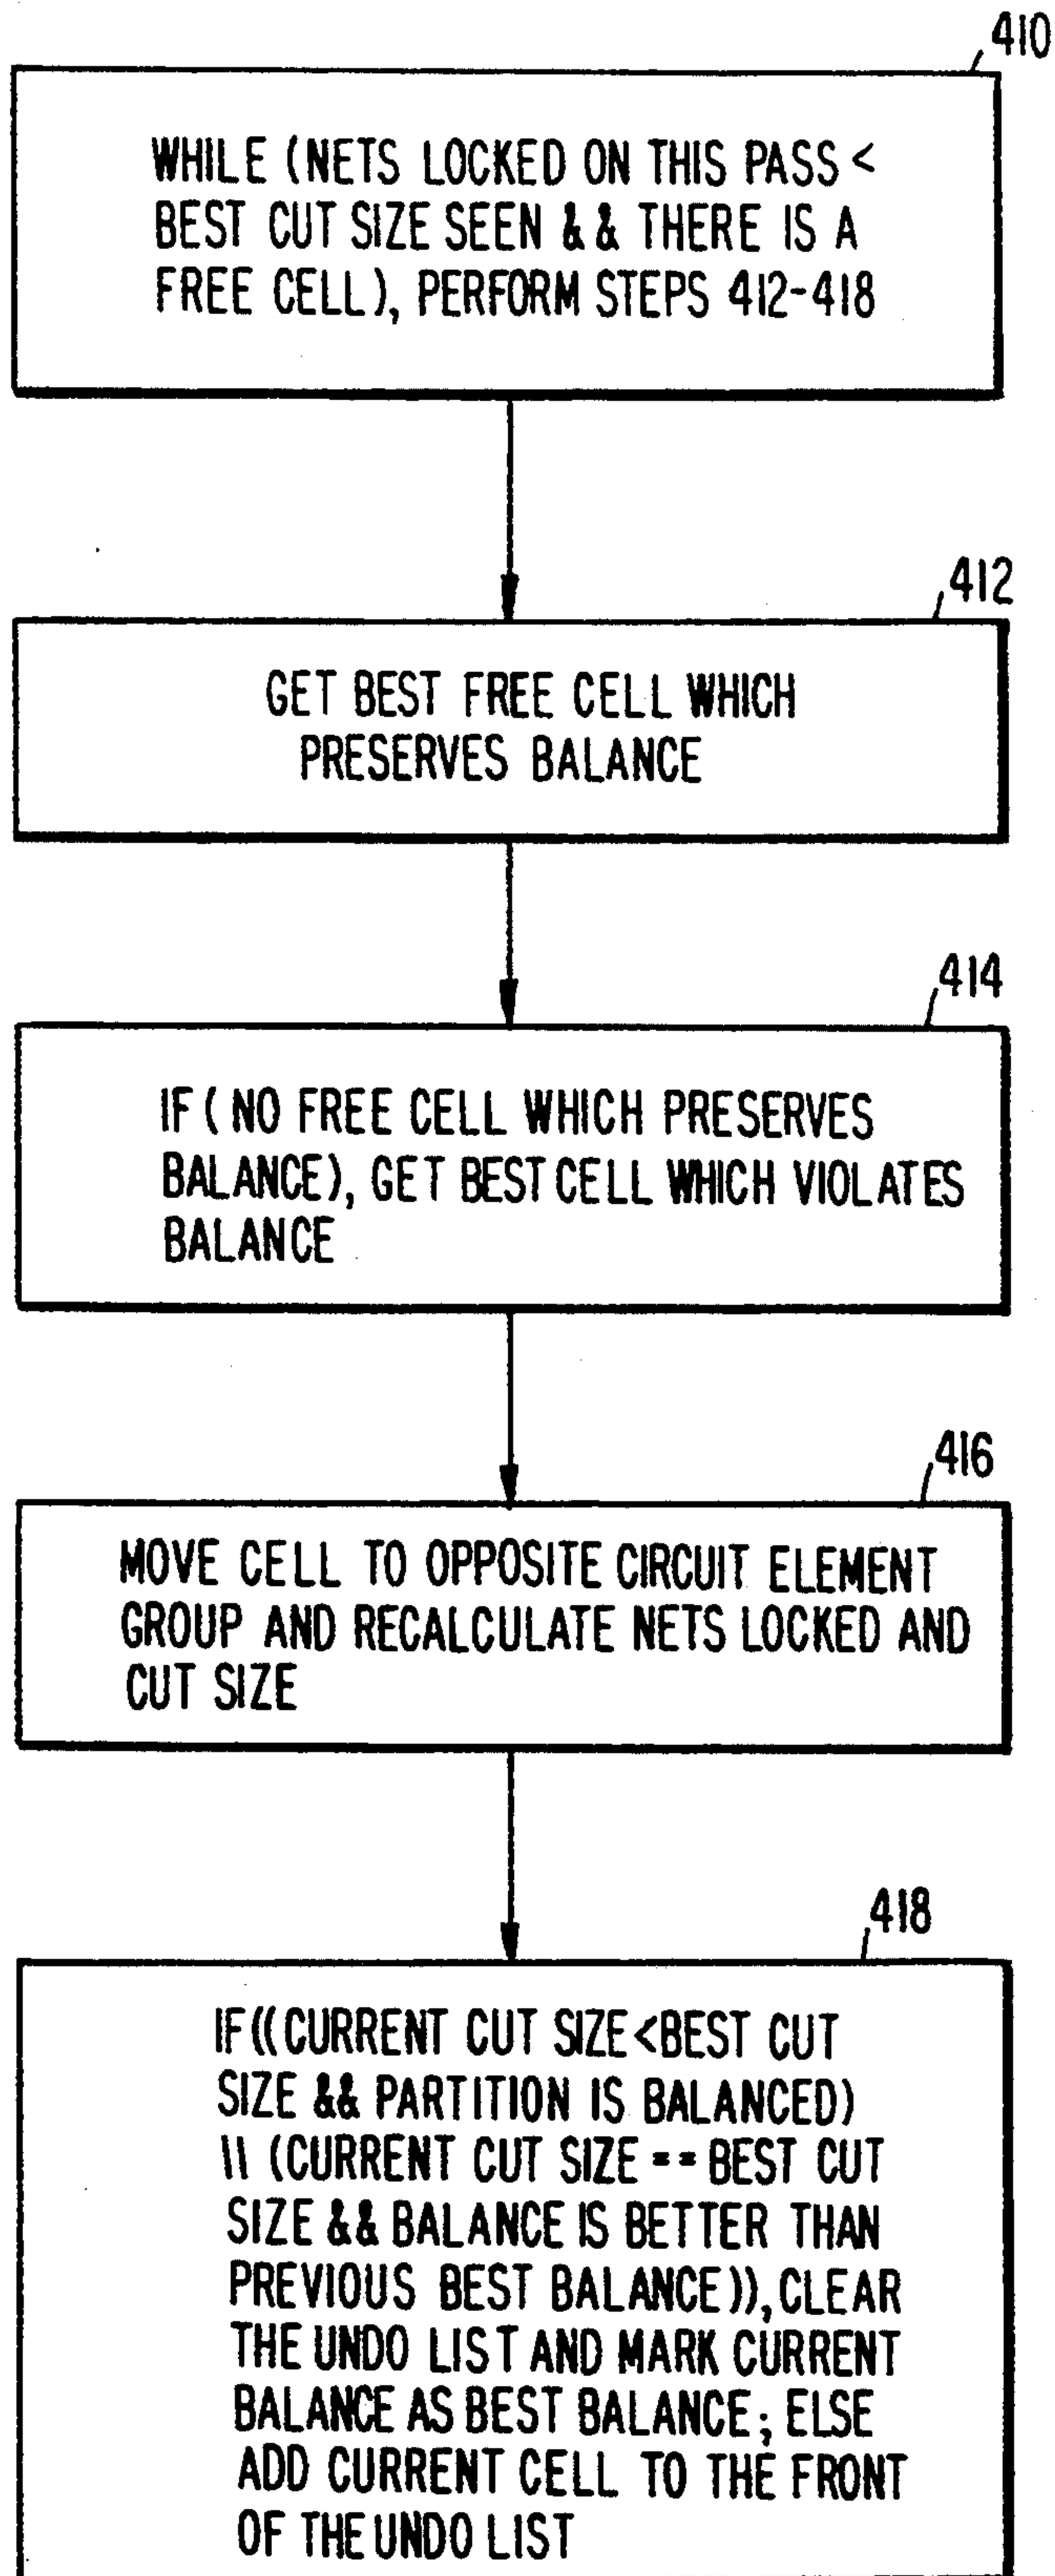 410
WHILE (NETS LOCKED ON THIS PASS <
BEST CUT SIZE SEEN && THERE IS A
FREE CELL), PERFORM STEPS 412-418
412
GET BEST FREE CELL WHICH
PRESERVES BALANCE
414
IF (NO FREE CELL WHICH PRESERVES
BALANCE), GET BEST CELL WHICH VIOLATES
BALANCE
416
MOVE CELL TO OPPOSITE CIRCUIT ELEMENT
GROUP AND RECALCULATE NETS LOCKED AND
CUT SIZE
418
IF ((CURRENT CUT SIZE<BEST CUT
SIZE && PARTITION IS BALANCED)
\\ (CURRENT CUT SIZE == BEST CUT
SIZE && BALANCE IS BETTER THAN
PREVIOUS BEST BALANCE)), CLEAR
THE UNDO LIST AND MARK CURRENT
BALANCE AS BEST BALANCE; ELSE
ADD CURRENT CELL TO THE FRONT
OF THE UNDO LIST